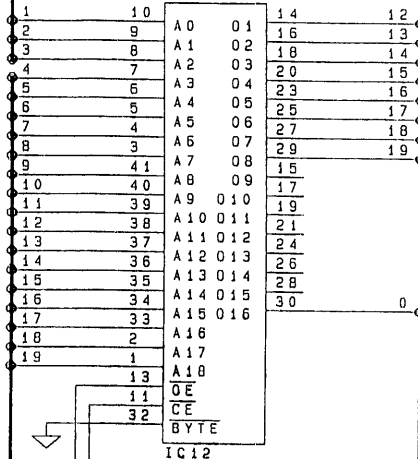 1 10 A0 O1 14 12
2 9 A1 O2 16 13
3 8 A2 O3 18 14
4 7 A3 O4 20 15
5 6 A4 O5 23 16
6 5 A5 O6 25 17
7 4 A6 O7 27 18
8 3 A7 O8 29 19
9 41 A8 O9 15
10 40 A9 O10 17
11 39 A10 O11 19
12 38 A11 O12 21
13 37 A12 O13 24
14 36 A13 O14 26
15 35 A14 O15 28
16 34 A15 O16 30 0
17 33 A16
18 2 A17
19 1 A18
13 OE
11 CE
32 BYTE
IC12